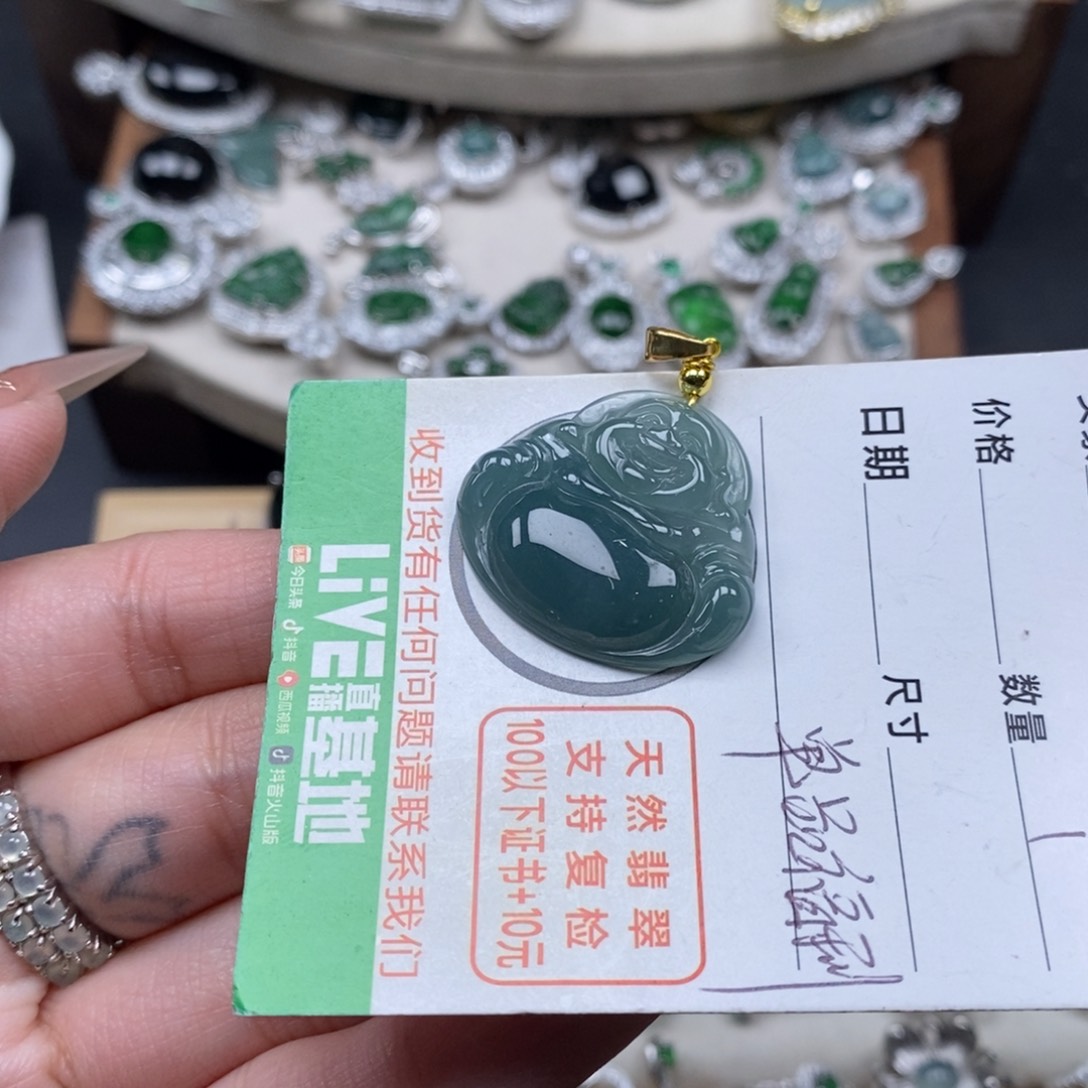 收到货有任何问题请联系我们
LiVE直播基地
今日头条 抖音 西瓜视频 抖音火山版
天然翡翠
支持复检
100以下证书+10元
价格
数量
日期
尺寸